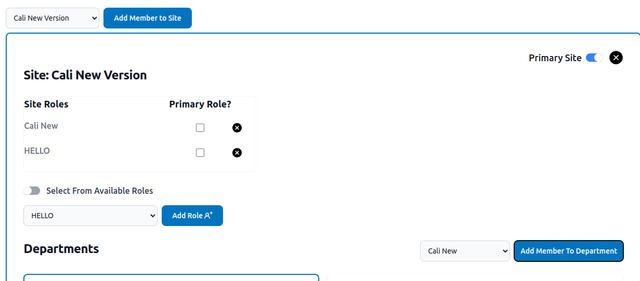 Cali New Version Add Member to Site
Primary Site
Site: Cali New Version
Site Roles Primary Role?
Cali New
HELLO
Select From Available Roles
HELLO Add Role
Departments Cali New Add Member To Department